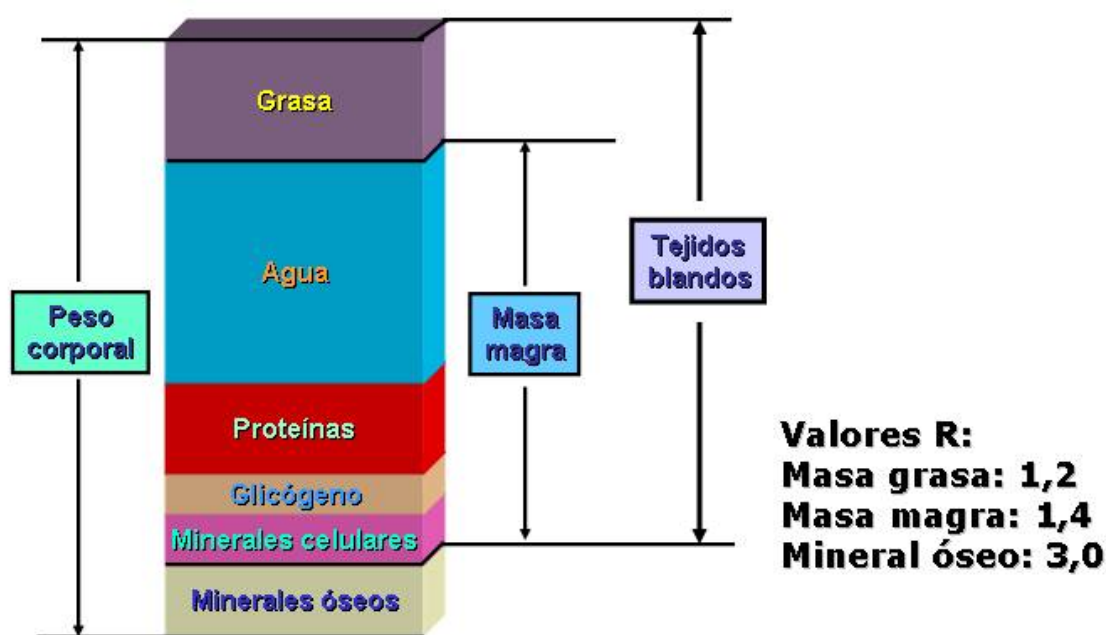 Grasa
Agua
Proteínas
Glicógeno
Minerales celulares
Minerales óseos
Peso
corporal
Masa
magra
Tejidos
blandos
Valores R:
Masa grasa: 1,2
Masa magra: 1,4
Mineral óseo: 3,0